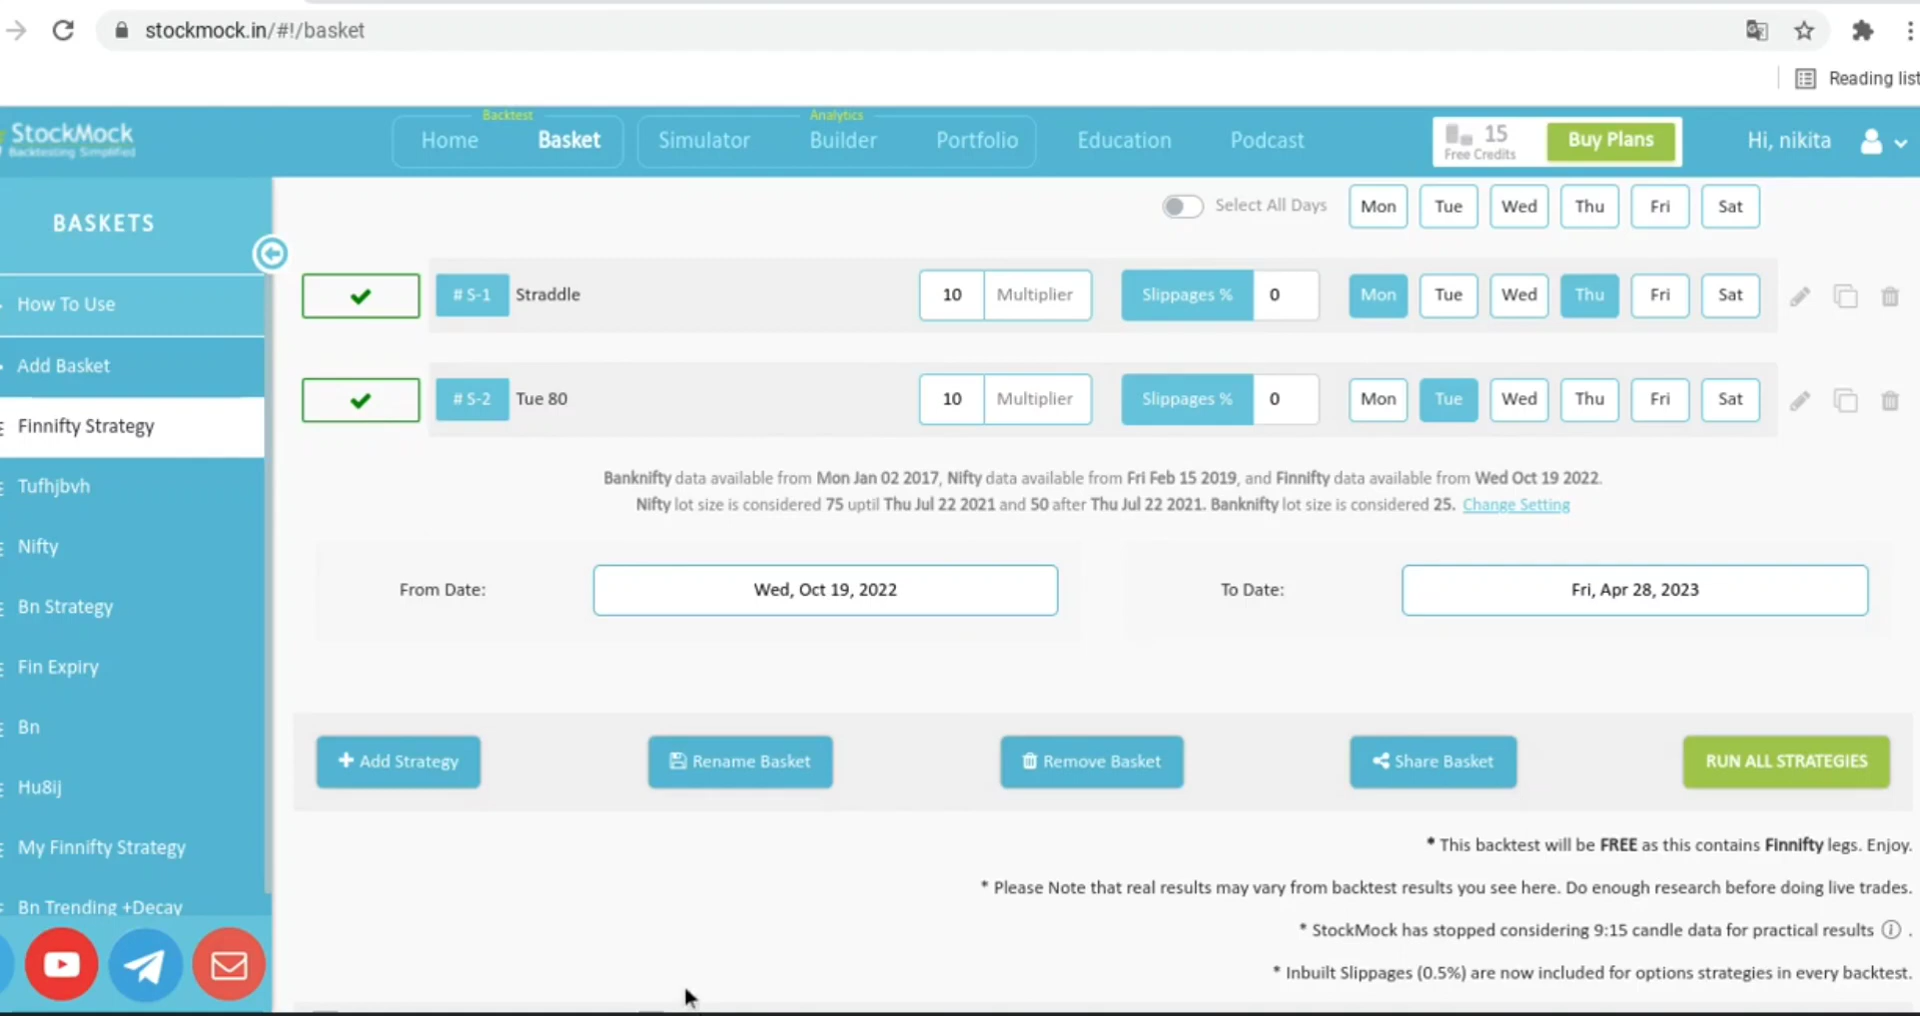 stockmock.in/#!/basket
Reading list
StockMock
Backtesting Simplified
Backtest
Home Basket
Analytics
Simulator Builder Portfolio
Education Podcast
15
Free Credits
Buy Plans
Hi, nikita
BASKETS
How To Use
Add Basket
Finnifty Strategy
Tufhjbvh
Nifty
Bn Strategy
Fin Expiry
Bn
Hu8ij
My Finnifty Strategy
Bn Trending +Decay
Select All Days Mon Tue Wed Thu Fri Sat
# S-1 Straddle 10 Multiplier Slippages % 0 Mon Tue Wed Thu Fri Sat
# S-2 Tue 80 10 Multiplier Slippages % 0 Mon Tue Wed Thu Fri Sat
Banknifty data available from Mon Jan 02 2017, Nifty data available from Fri Feb 15 2019, and Finnifty data available from Wed Oct 19 2022.
Nifty lot size is considered 75 uptil Thu Jul 22 2021 and 50 after Thu Jul 22 2021. Banknifty lot size is considered 25. Change Setting
From Date: Wed, Oct 19, 2022 To Date: Fri, Apr 28, 2023
+ Add Strategy Rename Basket Remove Basket Share Basket RUN ALL STRATEGIES
* This backtest will be FREE as this contains Finnifty legs. Enjoy.
* Please Note that real results may vary from backtest results you see here. Do enough research before doing live trades.
* StockMock has stopped considering 9:15 candle data for practical results ⓘ .
* Inbuilt Slippages (0.5%) are now included for options strategies in every backtest.